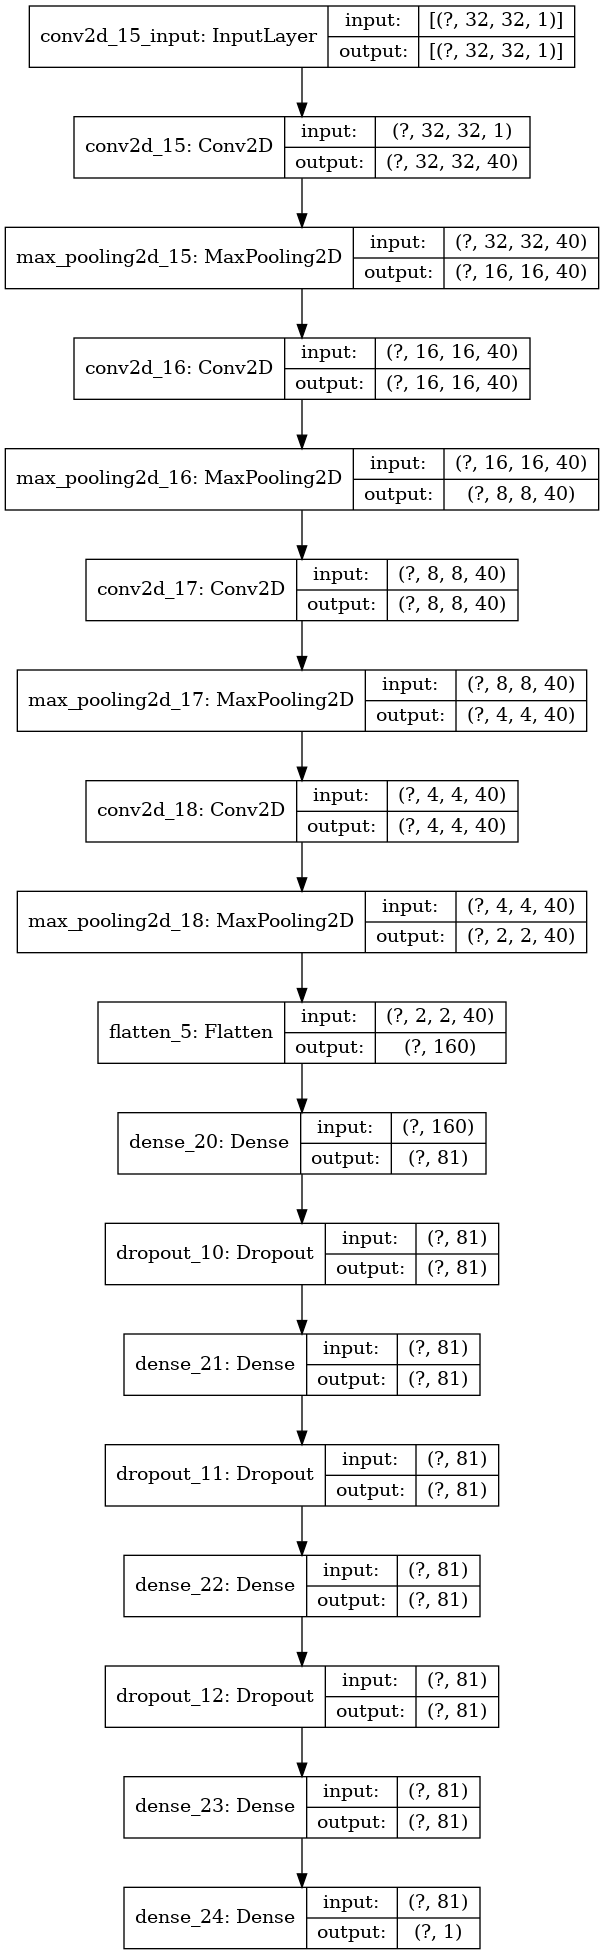 conv2d_15_input: InputLayer input: [(?, 32, 32, 1)]
output: [(?, 32, 32, 1)]
conv2d_15: Conv2D input: (?, 32, 32, 1)
output: (?, 32, 32, 40)
max_pooling2d_15: MaxPooling2D input: (?, 32, 32, 40)
output: (?, 16, 16, 40)
conv2d_16: Conv2D input: (?, 16, 16, 40)
output: (?, 16, 16, 40)
max_pooling2d_16: MaxPooling2D input: (?, 16, 16, 40)
output: (?, 8, 8, 40)
conv2d_17: Conv2D input: (?, 8, 8, 40)
output: (?, 8, 8, 40)
max_pooling2d_17: MaxPooling2D input: (?, 8, 8, 40)
output: (?, 4, 4, 40)
conv2d_18: Conv2D input: (?, 4, 4, 40)
output: (?, 4, 4, 40)
max_pooling2d_18: MaxPooling2D input: (?, 4, 4, 40)
output: (?, 2, 2, 40)
flatten_5: Flatten input: (?, 2, 2, 40)
output: (?, 160)
dense_20: Dense input: (?, 160)
output: (?, 81)
dropout_10: Dropout input: (?, 81)
output: (?, 81)
dense_21: Dense input: (?, 81)
output: (?, 81)
dropout_11: Dropout input: (?, 81)
output: (?, 81)
dense_22: Dense input: (?, 81)
output: (?, 81)
dropout_12: Dropout input: (?, 81)
output: (?, 81)
dense_23: Dense input: (?, 81)
output: (?, 81)
dense_24: Dense input: (?, 81)
output: (?, 1)